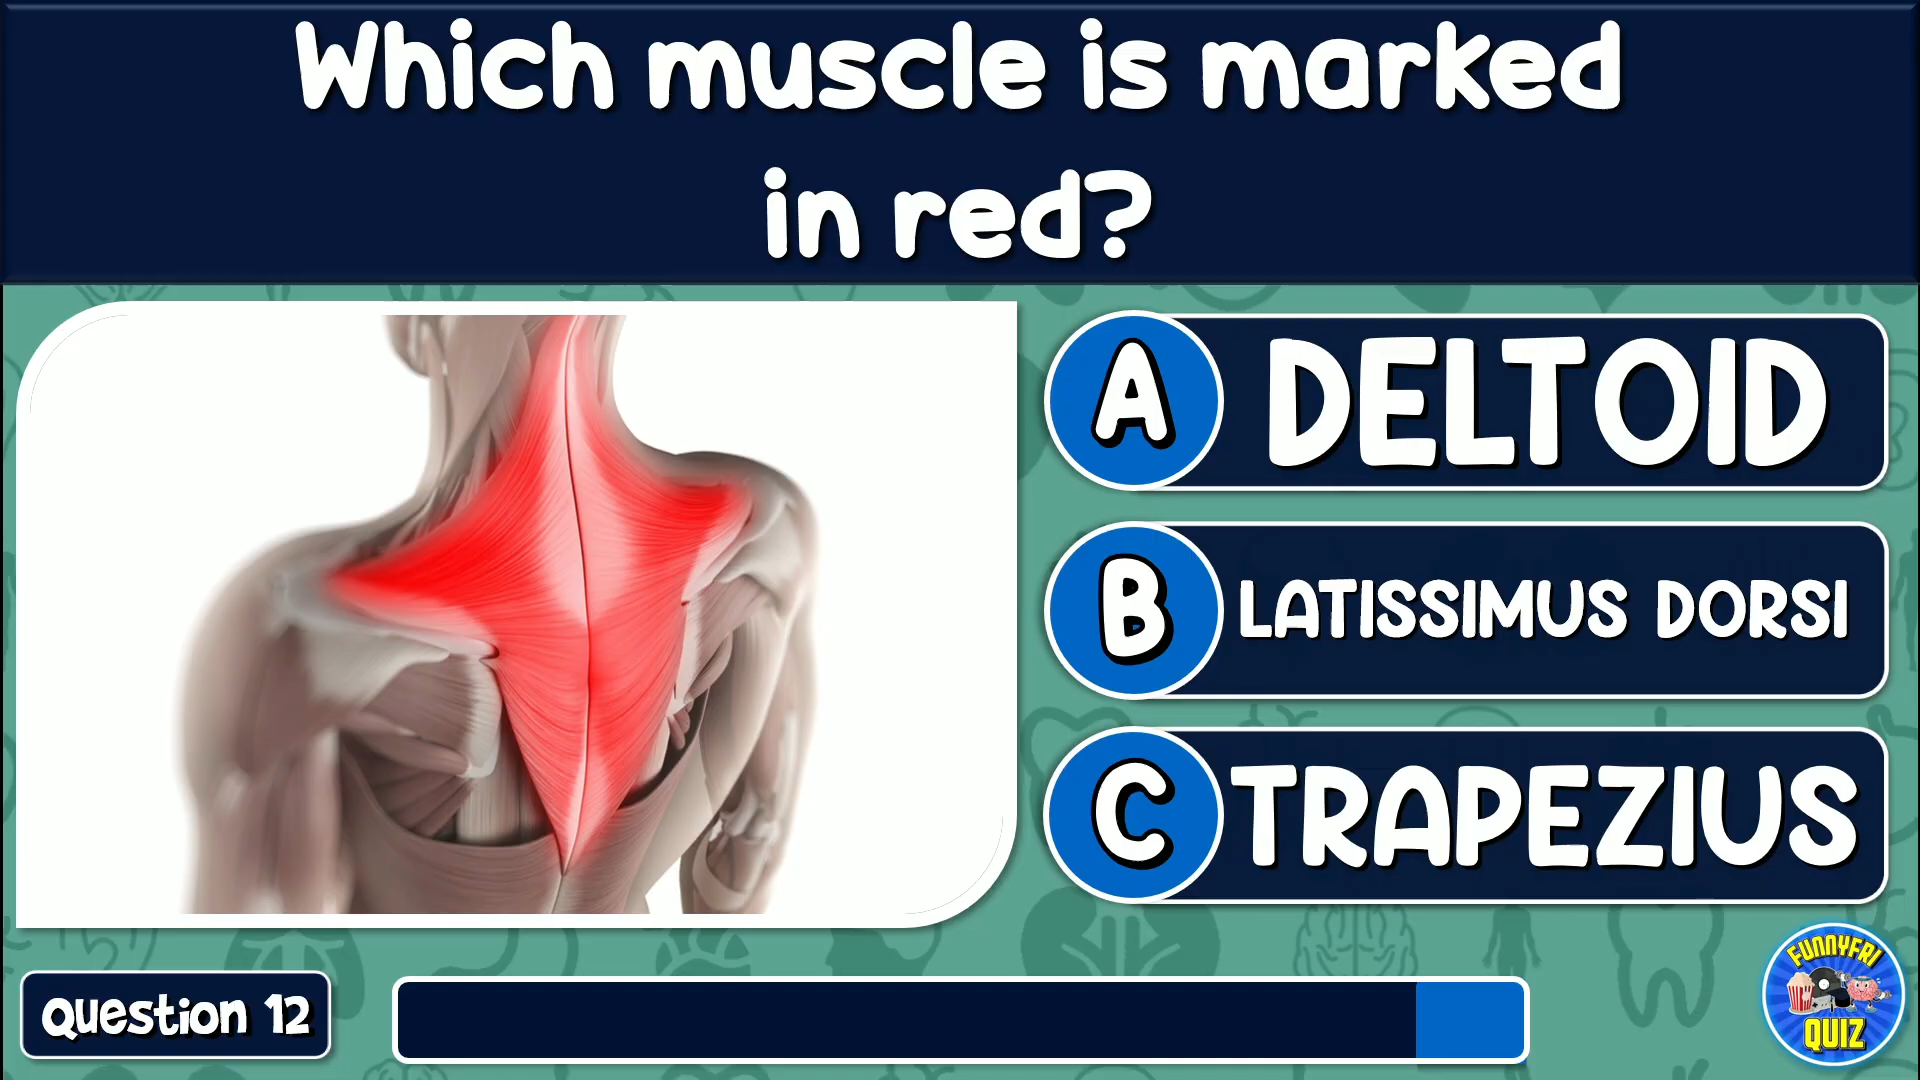 Which muscle is marked
in red?
A DELTOID
B LATISSIMUS DORSI
C TRAPEZIUS
Question 12
FUNNYFRI
QUIZ